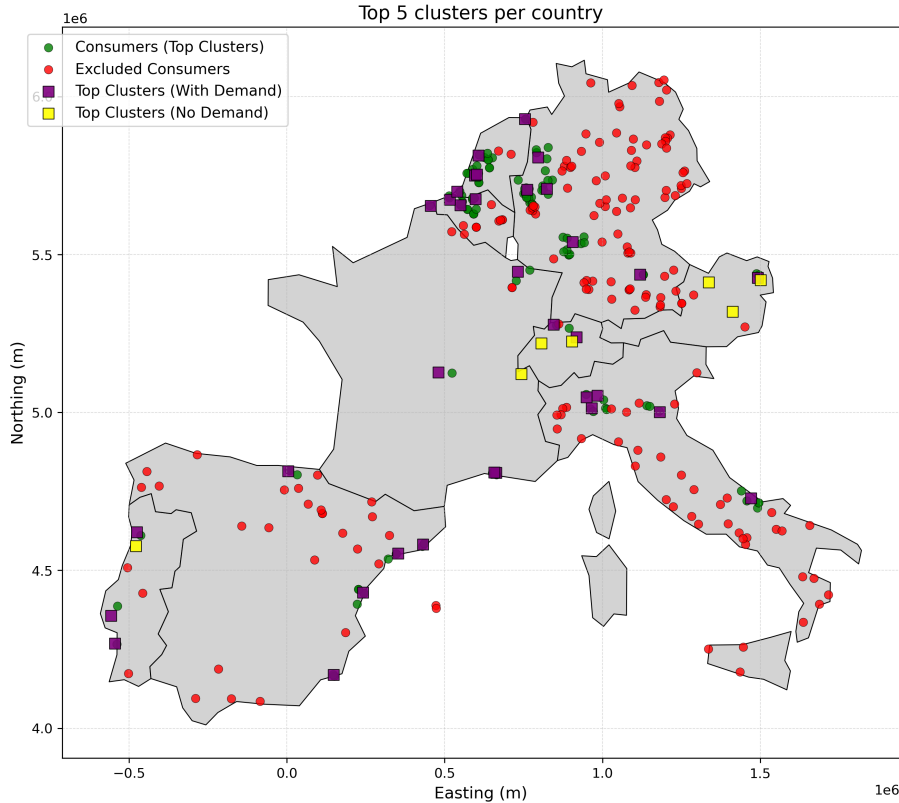 Top 5 clusters per country
1e6
Consumers (Top Clusters)
Excluded Consumers
Top Clusters (With Demand)
Top Clusters (No Demand)
6.0
5.5
5.0
4.5
4.0
Northing (m)
−0.5 0.0 0.5 1.0 1.5
1e6
Easting (m)